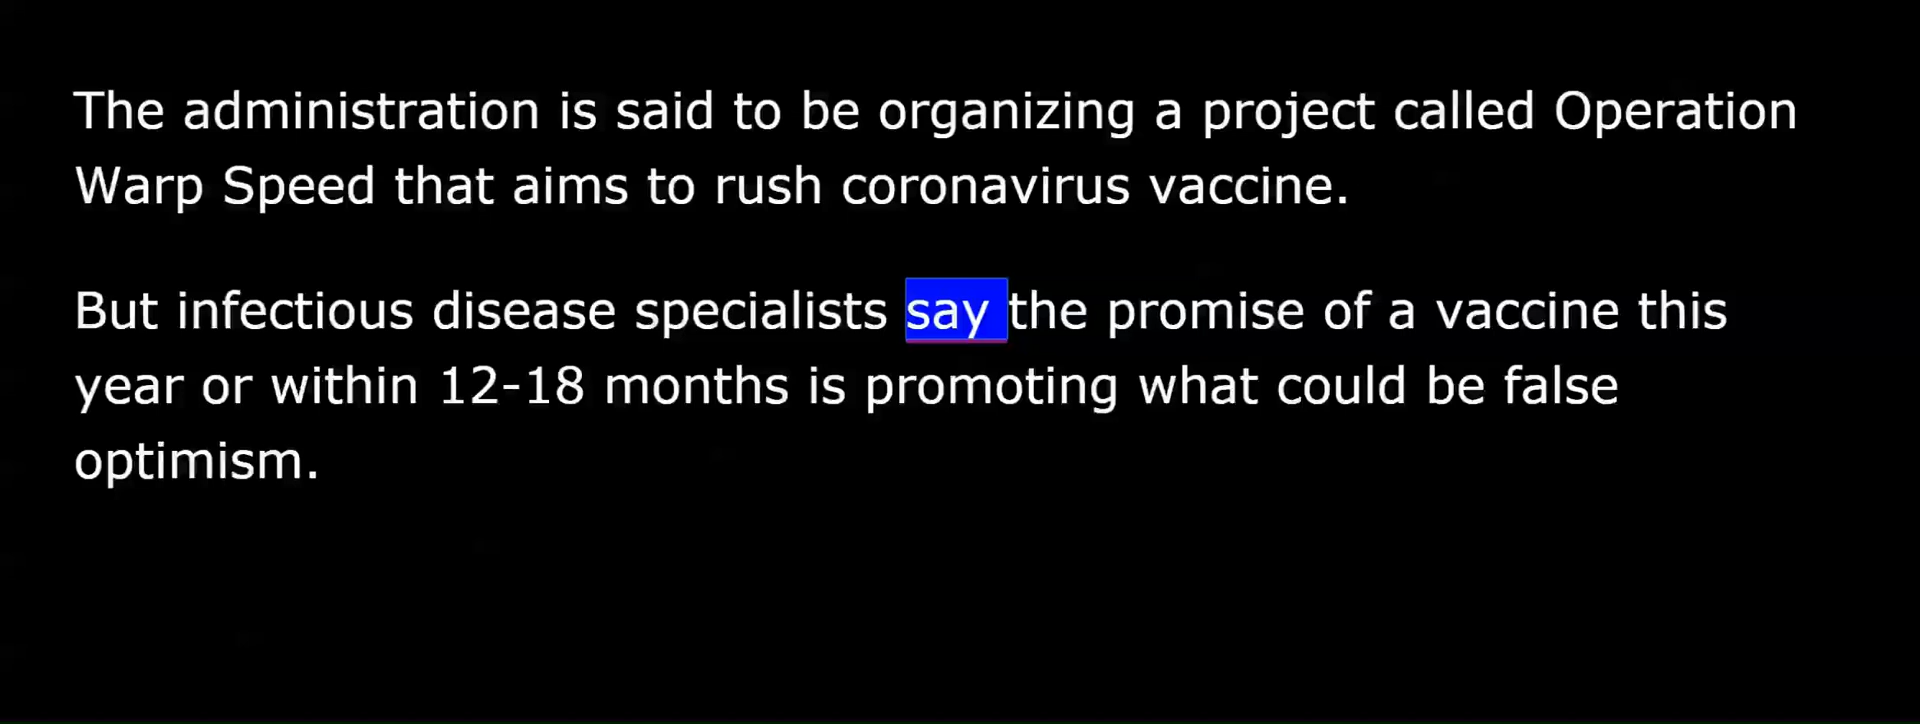 The administration is said to be organizing a project called Operation
Warp Speed that aims to rush coronavirus vaccine.
But infectious disease specialists say the promise of a vaccine this
year or within 12-18 months is promoting what could be false
optimism.